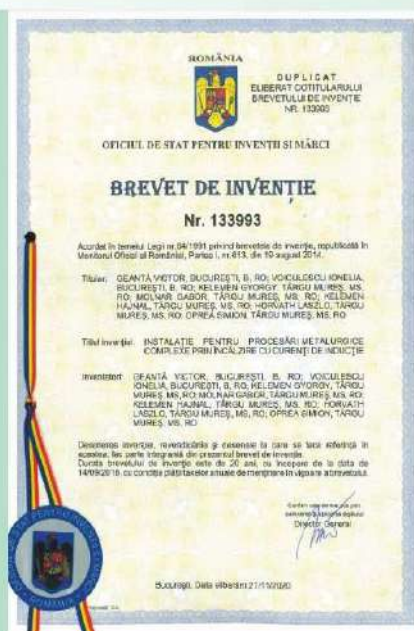 ROMÂNIA
DUPLICAT
ELIBERAT COTITULARULUI
BREVETULUI DE INVENȚIE
NR. 133993
OFICIUL DE STAT PENTRU INVENȚII ȘI MĂRCI
BREVET DE INVENȚIE
Nr. 133993
Acordat în temeiul Legii nr.64/1991 privind brevetele de invenție, republicată în
Monitorul Oficial al României, Partea I, nr.613, din 19 august 2014.
Titular: GEANTĂ VICTOR, BUCUREȘTI, B, RO; VOICULESCU IONELIA,
BUCUREȘTI, B, RO; KELEMEN GYORGY, TÂRGU MUREȘ, MS,
RO; MOLNAR GABOR, TÂRGU MUREȘ, MS, RO; KELEMEN
HAJNAL, TÂRGU MUREȘ, MS, RO; HORVATH LASZLO, TÂRGU
MUREȘ, MS, RO; OPREA SIMION, TÂRGU MUREȘ, MS, RO
Titlul invenției: INSTALAȚIE PENTRU PROCESĂRI METALURGICE
COMPLEXE PRIN ÎNCĂLZIRE CU CURENȚI DE INDUCȚIE
Inventatori: GEANTĂ VICTOR, BUCUREȘTI, B, RO; VOICULESCU
IONELIA, BUCUREȘTI, B, RO; KELEMEN GYORGY, TÂRGU
MUREȘ, MS, RO; MOLNAR GABOR, TÂRGU MUREȘ, MS, RO;
KELEMEN HAJNAL, TÂRGU MUREȘ, MS, RO; HORVATH
LASZLO, TÂRGU MUREȘ, MS, RO; OPREA SIMION, TÂRGU
MUREȘ, MS, RO
Descrierea invenției, revendicările și desenele la care se face referință în
acestea, fac parte integrantă din prezentul brevet de invenție.
Durata brevetului de invenție este de 20 ani, cu începere de la data de
14/09/2016, cu condiția plății taxelor anuale de menținere în vigoare a brevetului.
Director General
București, Data eliberării:
ROMANIA